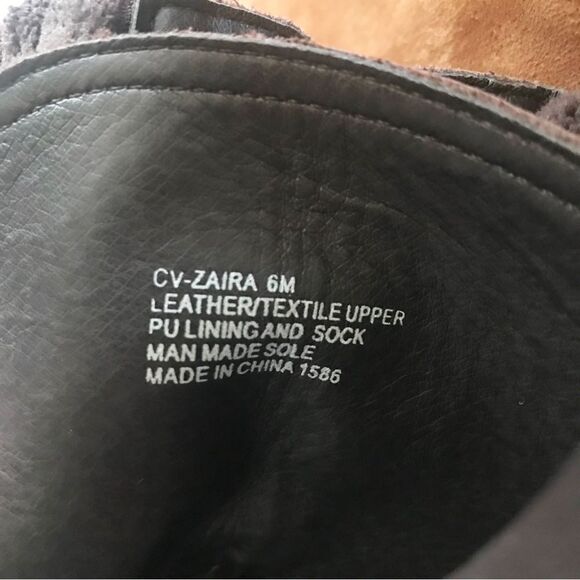 CV-ZAIRA 6M
LEATHER/TEXTILE UPPER
PU LINING AND SOCK
MAN MADE SOLE
MADE IN CHINA 1586